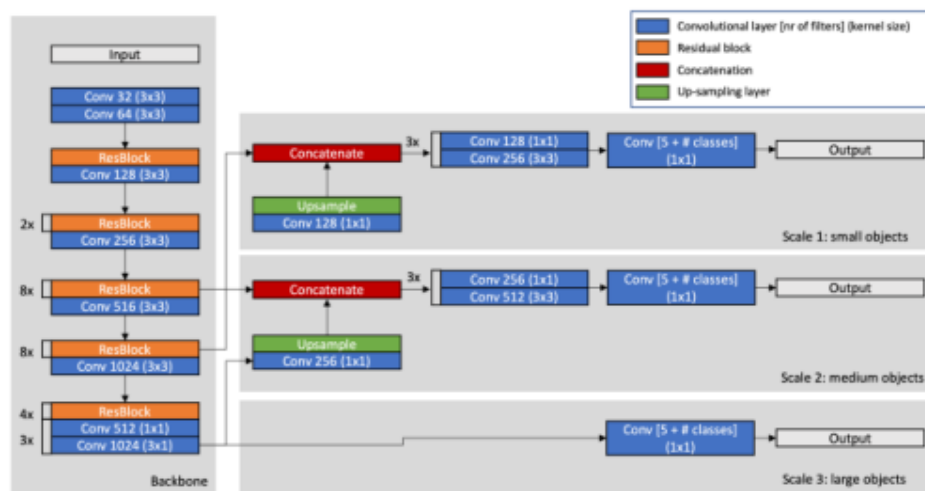 Convolutional layer [nr of filters] (kernel size)
Residual block
Concatenation
Up-sampling layer
Input
Conv 32 (3x3)
Conv 64 (3x3)
ResBlock
Conv 128 (3x3)
2x
ResBlock
Conv 256 (3x3)
8x
ResBlock
Conv 516 (3x3)
8x
ResBlock
Conv 1024 (3x3)
4x
ResBlock
3x
Conv 512 (1x1)
Conv 1024 (3x1)
Backbone
Concatenate
Upsample
Conv 128 (1x1)
3x
Conv 128 (1x1)
Conv 256 (3x3)
Conv [5 + # classes]
(1x1)
Output
Scale 1: small objects
Concatenate
Upsample
Conv 256 (1x1)
3x
Conv 256 (1x1)
Conv 512 (3x3)
Conv [5 + # classes]
(1x1)
Output
Scale 2: medium objects
Conv [5 + # classes]
(1x1)
Output
Scale 3: large objects